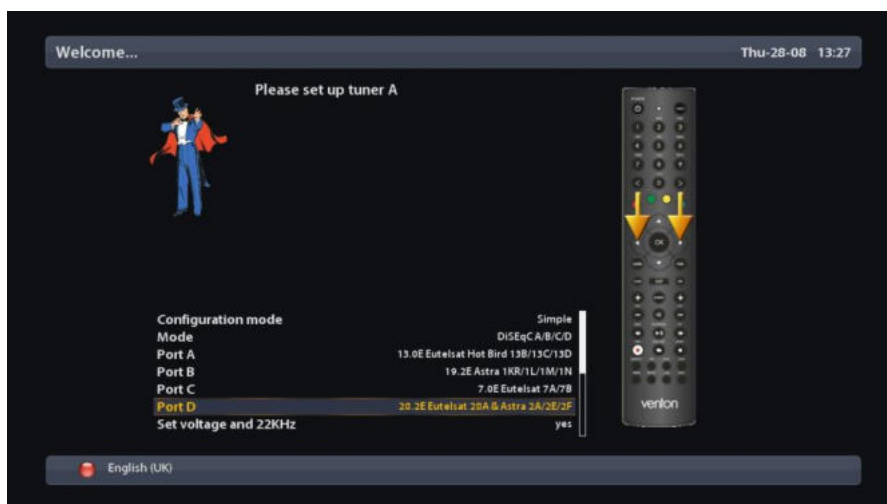 Welcome...
Thu-28-08 13:27
Please set up tuner A
Configuration mode Simple
Mode DiSEqC A/B/C/D
Port A 13.0E Eutelsat Hot Bird 13B/13C/13D
Port B 19.2E Astra 1KR/1L/1M/1N
Port C 7.0E Eutelsat 7A/7B
Port D 28.2E Eutelsat 28A & Astra 2A/2E/2F
Set voltage and 22KHz yes
OK
venton
English (UK)